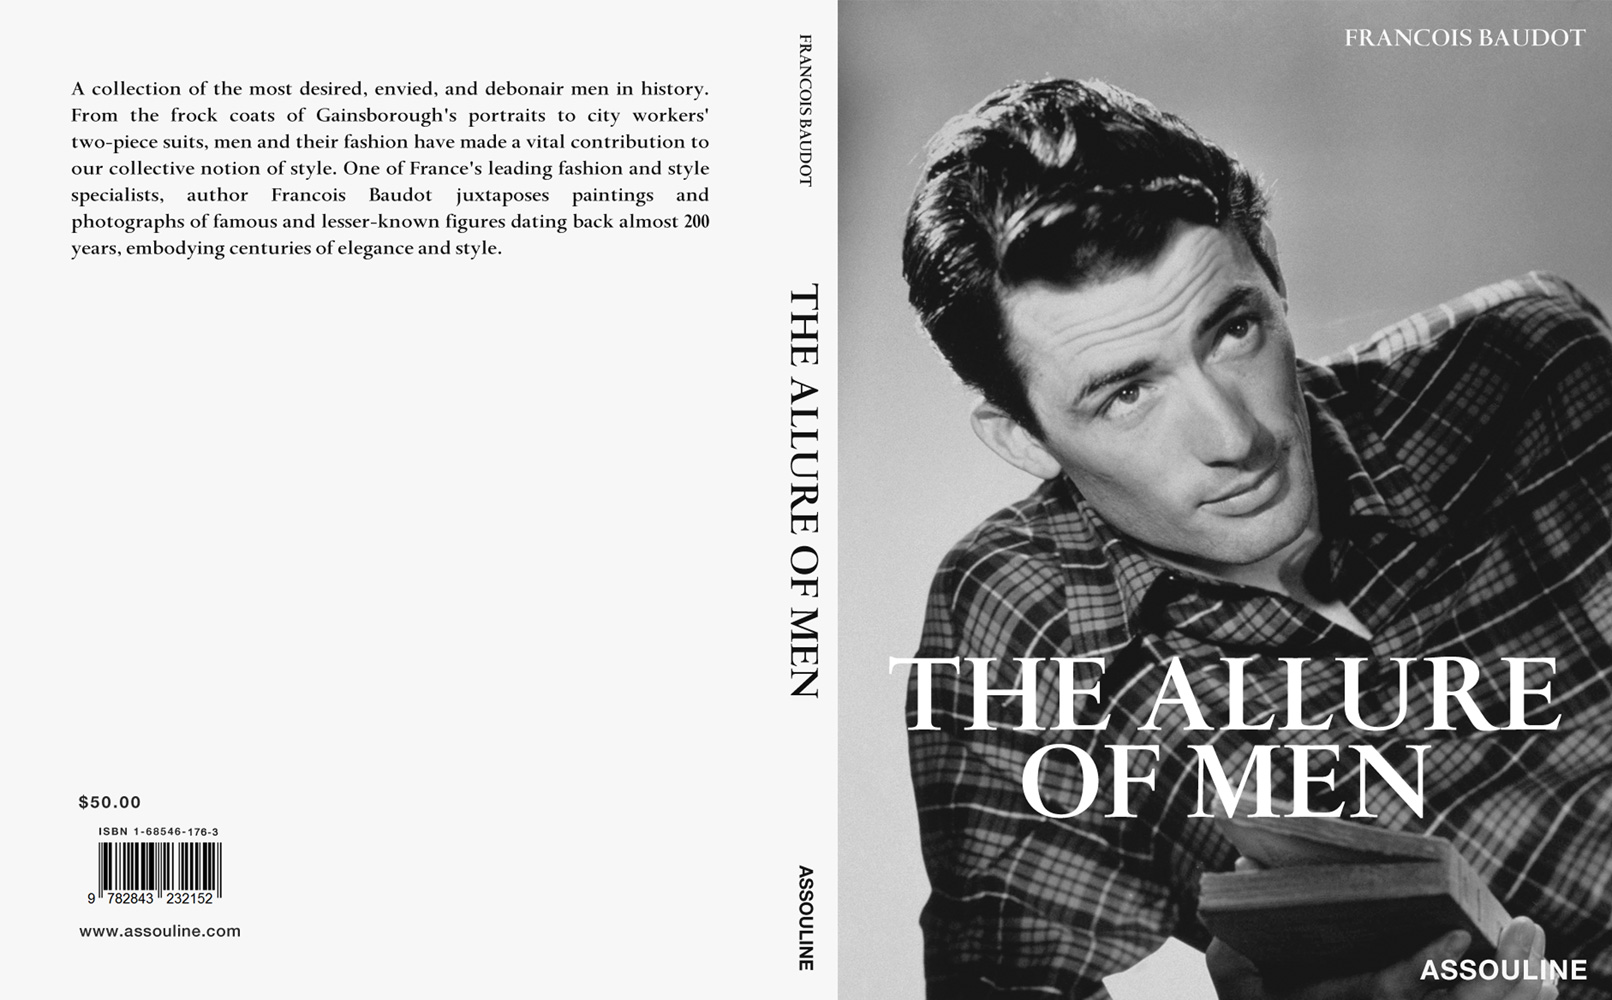 A collection of the most desired, envied, and debonair men in history.
From the frock coats of Gainsborough's portraits to city workers'
two-piece suits, men and their fashion have made a vital contribution to
our collective notion of style. One of France's leading fashion and style
specialists, author Francois Baudot juxtaposes paintings and
photographs of famous and lesser-known figures dating back almost 200
years, embodying centuries of elegance and style.
$50.00
ISBN 1-68546-176-3
9 782843 232152
www.assouline.com
FRANCOIS BAUDOT
THE ALLURE OF MEN
ASSOULINE
FRANCOIS BAUDOT
THE ALLURE
OF MEN
ASSOULINE